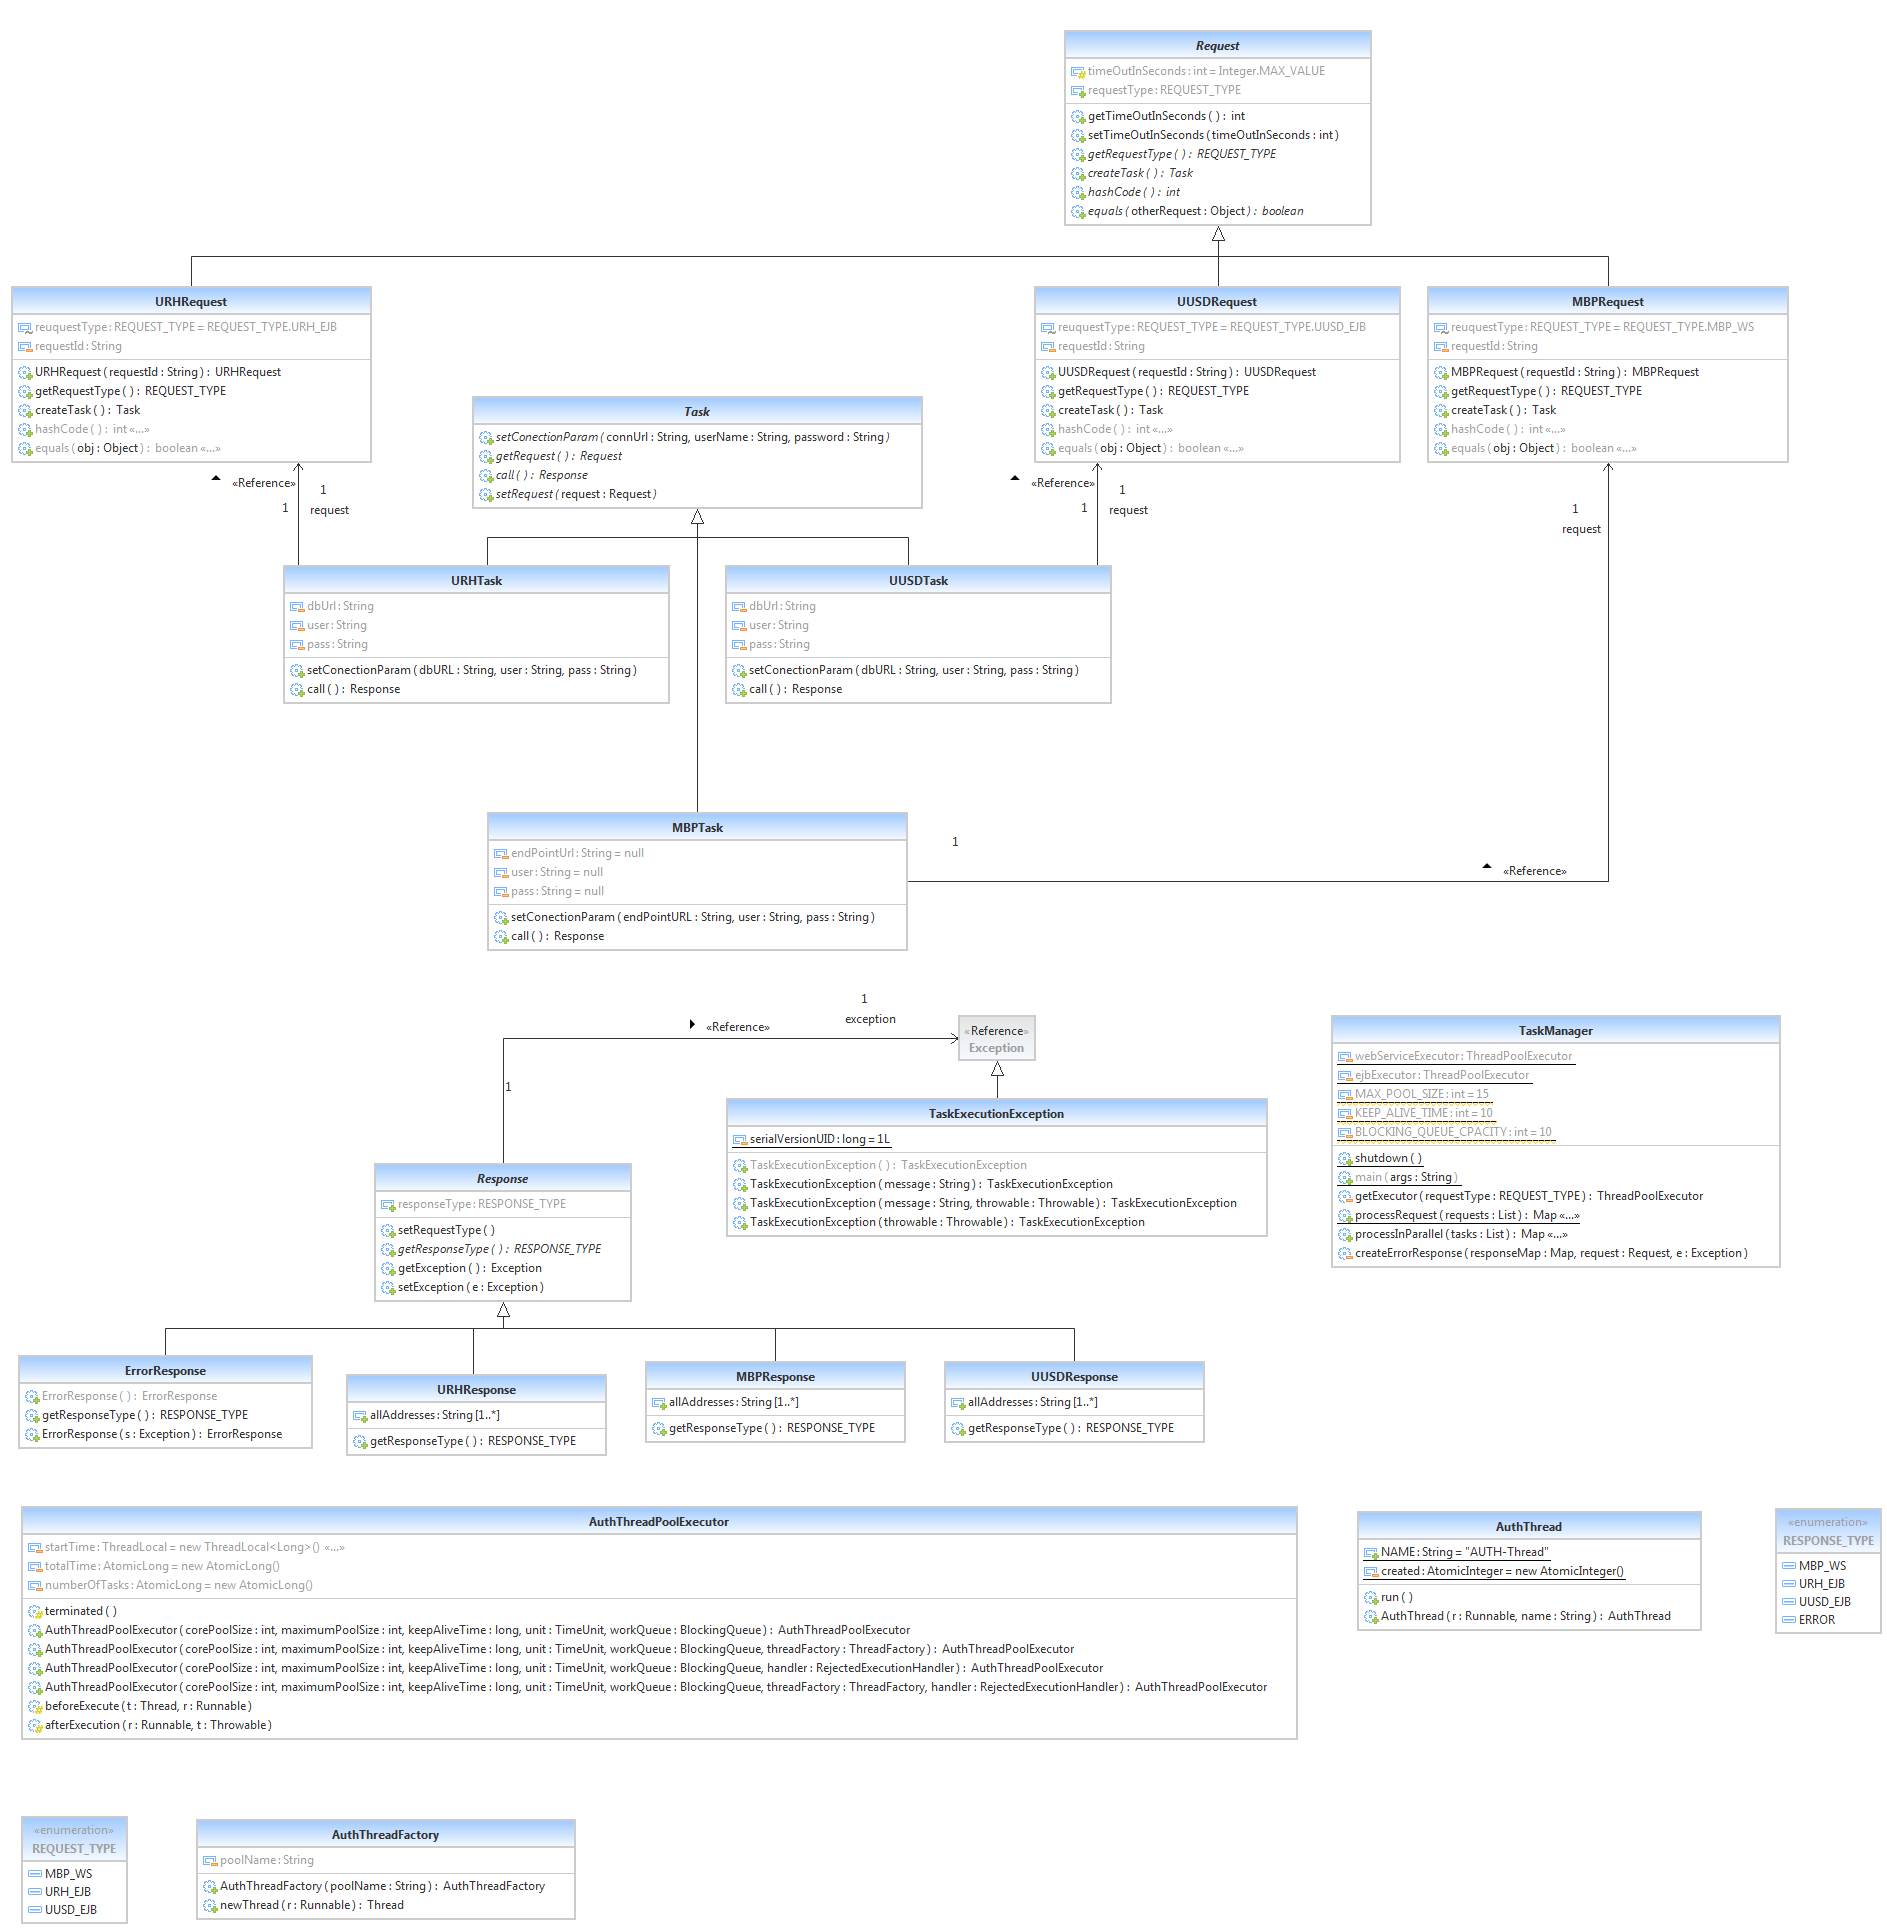 Request
timeOutInSeconds : int = Integer.MAX_VALUE
requestType : REQUEST_TYPE
getTimeOutInSeconds ( ) : int
setTimeOutInSeconds ( timeOutInSeconds : int )
getRequestType ( ) : REQUEST_TYPE
createTask ( ) : Task
hashCode ( ) : int
equals ( otherRequest : Object ) : boolean
URHRequest
reuquestType : REQUEST_TYPE = REQUEST_TYPE.URH_EJB
requestId : String
URHRequest ( requestId : String ) : URHRequest
getRequestType ( ) : REQUEST_TYPE
createTask ( ) : Task
hashCode ( ) : int «...»
equals ( obj : Object ) : boolean «...»
UUSDRequest
reuquestType : REQUEST_TYPE = REQUEST_TYPE.UUSD_EJB
requestId : String
UUSDRequest ( requestId : String ) : UUSDRequest
getRequestType ( ) : REQUEST_TYPE
createTask ( ) : Task
hashCode ( ) : int «...»
equals ( obj : Object ) : boolean «...»
MBPRequest
reuquestType : REQUEST_TYPE = REQUEST_TYPE.MBP_WS
requestId : String
MBPRequest ( requestId : String ) : MBPRequest
getRequestType ( ) : REQUEST_TYPE
createTask ( ) : Task
hashCode ( ) : int «...»
equals ( obj : Object ) : boolean «...»
Task
setConectionParam ( connUrl : String, userName : String, password : String )
getRequest ( ) : Request
call ( ) : Response
setRequest ( request : Request )
«Reference»
1
1
request
«Reference»
1
1
request
1
request
URHTask
dbUrl : String
user : String
pass : String
setConectionParam ( dbURL : String, user : String, pass : String )
call ( ) : Response
UUSDTask
dbUrl : String
user : String
pass : String
setConectionParam ( dbURL : String, user : String, pass : String )
call ( ) : Response
MBPTask
endPointUrl : String = null
user : String = null
pass : String = null
setConectionParam ( endPointURL : String, user : String, pass : String )
call ( ) : Response
1
«Reference»
1
exception
«Reference»
1
«Reference»
Exception
TaskExecutionException
serialVersionUID : long = 1L
TaskExecutionException ( ) : TaskExecutionException
TaskExecutionException ( message : String ) : TaskExecutionException
TaskExecutionException ( message : String, throwable : Throwable ) : TaskExecutionException
TaskExecutionException ( throwable : Throwable ) : TaskExecutionException
TaskManager
webServiceExecutor : ThreadPoolExecutor
ejbExecutor : ThreadPoolExecutor
MAX_POOL_SIZE : int = 15
KEEP_ALIVE_TIME : int = 10
BLOCKING_QUEUE_CPACITY : int = 10
shutdown ( )
main ( args : String )
getExecutor ( requestType : REQUEST_TYPE ) : ThreadPoolExecutor
processRequest ( requests : List ) : Map «...»
processInParallel ( tasks : List ) : Map «...»
createErrorResponse ( responseMap : Map, request : Request, e : Exception )
Response
responseType : RESPONSE_TYPE
setRequestType ( )
getResponseType ( ) : RESPONSE_TYPE
getException ( ) : Exception
setException ( e : Exception )
ErrorResponse
ErrorResponse ( ) : ErrorResponse
getResponseType ( ) : RESPONSE_TYPE
ErrorResponse ( s : Exception ) : ErrorResponse
URHResponse
allAddresses : String [1..*]
getResponseType ( ) : RESPONSE_TYPE
MBPResponse
allAddresses : String [1..*]
getResponseType ( ) : RESPONSE_TYPE
UUSDResponse
allAddresses : String [1..*]
getResponseType ( ) : RESPONSE_TYPE
AuthThreadPoolExecutor
startTime : ThreadLocal = new ThreadLocal<Long>() «...»
totalTime : AtomicLong = new AtomicLong()
numberOfTasks : AtomicLong = new AtomicLong()
terminated ( )
AuthThreadPoolExecutor ( corePoolSize : int, maximumPoolSize : int, keepAliveTime : long, unit : TimeUnit, workQueue : BlockingQueue ) : AuthThreadPoolExecutor
AuthThreadPoolExecutor ( corePoolSize : int, maximumPoolSize : int, keepAliveTime : long, unit : TimeUnit, workQueue : BlockingQueue, threadFactory : ThreadFactory ) : AuthThreadPoolExecutor
AuthThreadPoolExecutor ( corePoolSize : int, maximumPoolSize : int, keepAliveTime : long, unit : TimeUnit, workQueue : BlockingQueue, handler : RejectedExecutionHandler ) : AuthThreadPoolExecutor
AuthThreadPoolExecutor ( corePoolSize : int, maximumPoolSize : int, keepAliveTime : long, unit : TimeUnit, workQueue : BlockingQueue, threadFactory : ThreadFactory, handler : RejectedExecutionHandler ) : AuthThreadPoolExecutor
beforeExecute ( t : Thread, r : Runnable )
afterExecution ( r : Runnable, t : Throwable )
AuthThread
NAME : String = "AUTH-Thread"
created : AtomicInteger = new AtomicInteger()
run ( )
AuthThread ( r : Runnable, name : String ) : AuthThread
«enumeration»
RESPONSE_TYPE
MBP_WS
URH_EJB
UUSD_EJB
ERROR
«enumeration»
REQUEST_TYPE
MBP_WS
URH_EJB
UUSD_EJB
AuthThreadFactory
poolName : String
AuthThreadFactory ( poolName : String ) : AuthThreadFactory
newThread ( r : Runnable ) : Thread